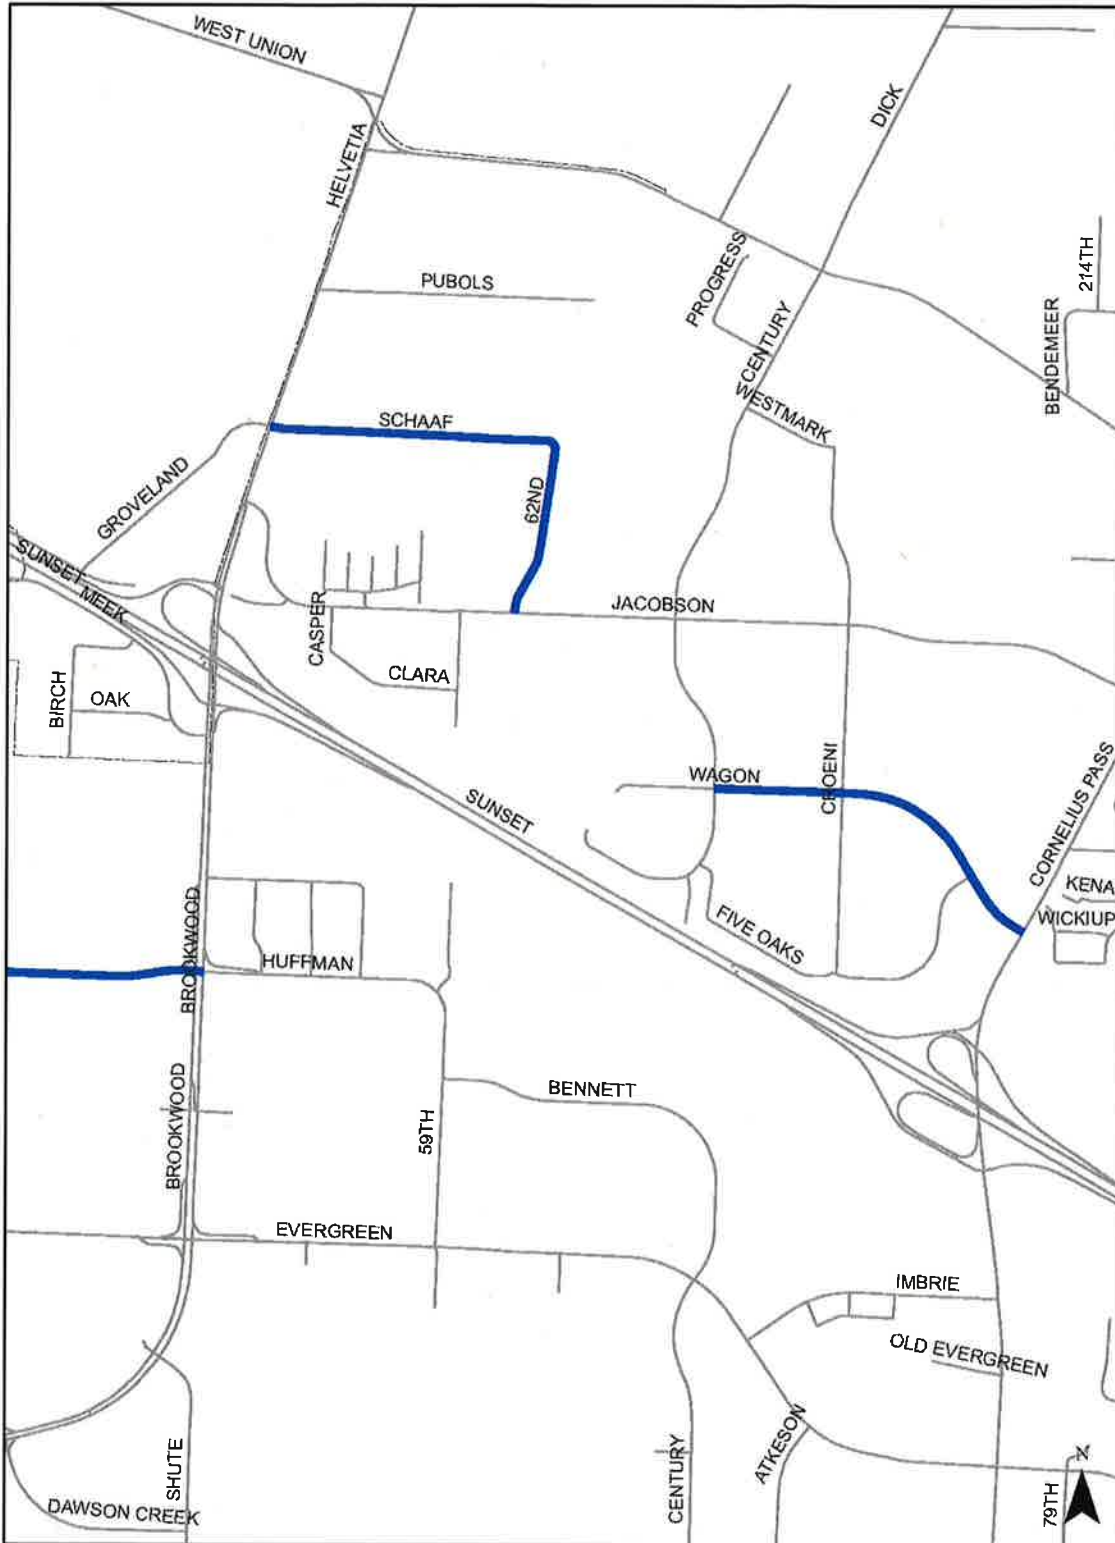 WEST UNION
DICK
HELVETIA
PROGRESS
214TH
PUBOLS
CENTURY
BENDEMEER
WESTMARK
SCHAAF
GROVELAND
62ND
SUNSET
MEEK
CASPER
JACOBSON
CLARA
BIRCH
OAK
WAGON
CROENI
CORNELIUS PASS
SUNSET
KENA
WICKIUP
FIVE OAKS
BROOKWOOD
HUFFMAN
BENNETT
BROOKWOOD
59TH
EVERGREEN
IMBRIE
OLD EVERGREEN
ATKESON
SHUTE
CENTURY
N
79TH
DAWSON CREEK